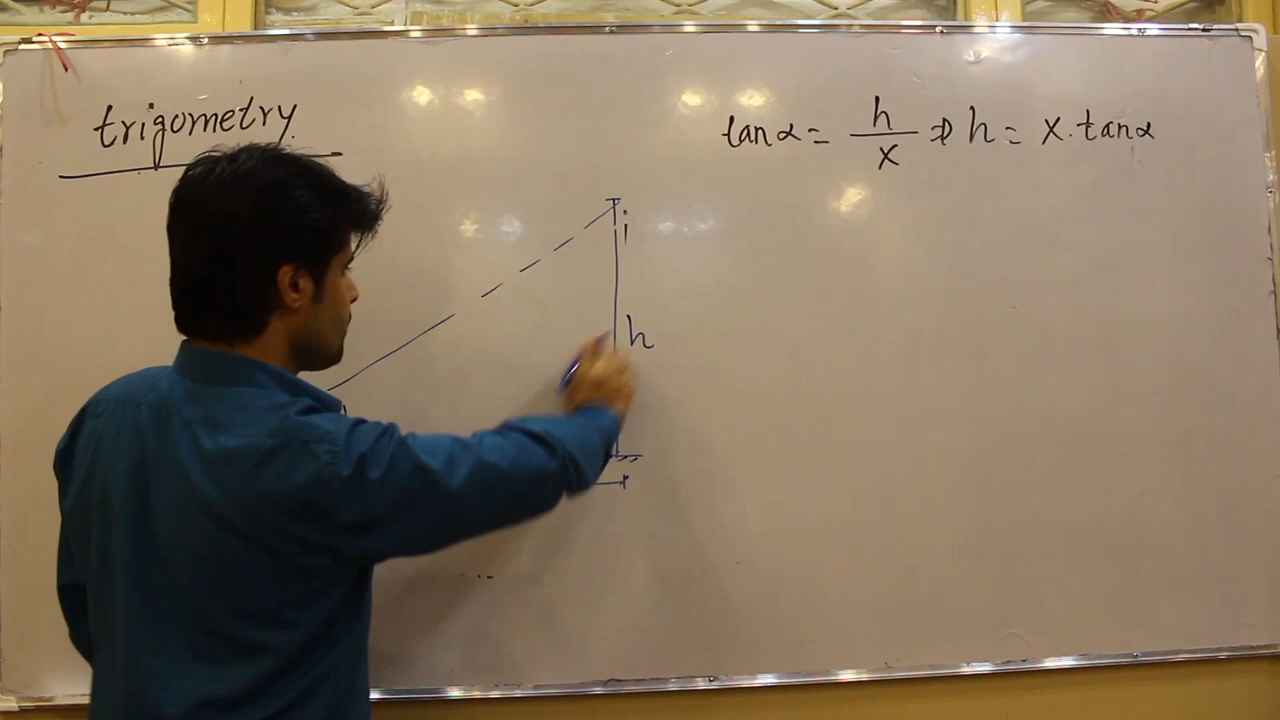 trigometry
tanα = h/x ⇒ h = x.tanα
i
h